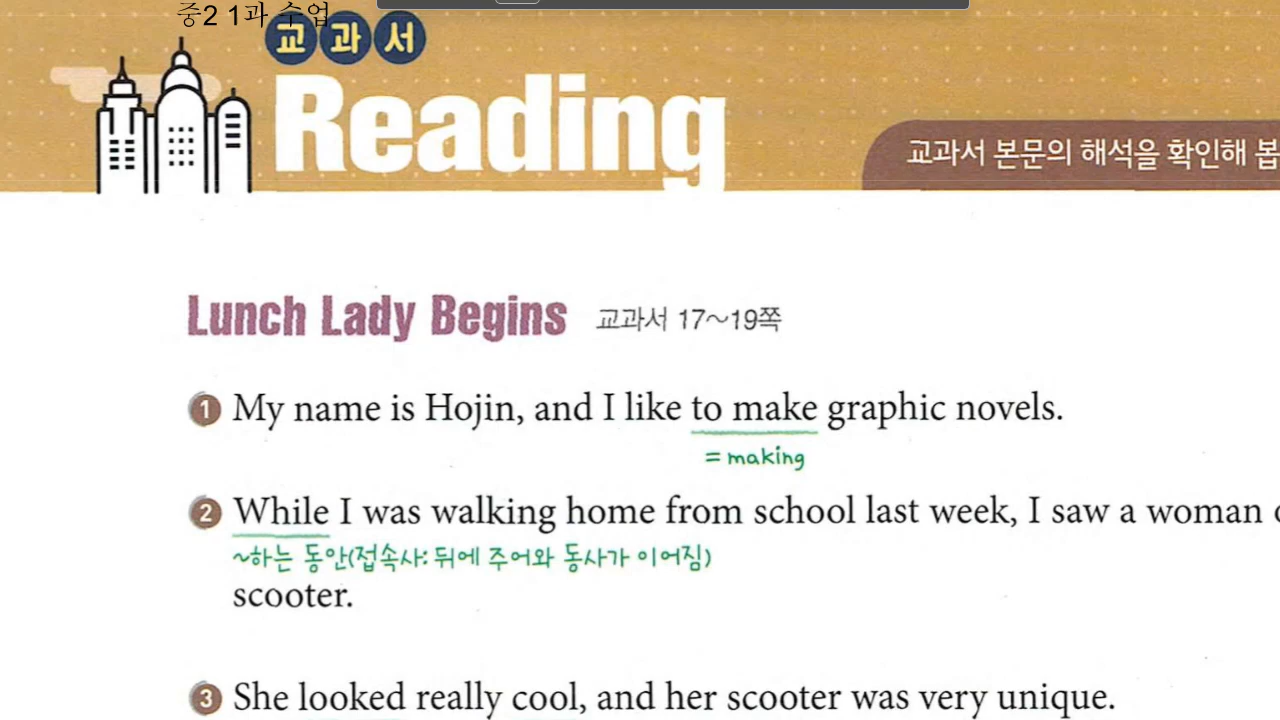 중2 1과 수업
교과서
Reading
교과서 본문의 해석을 확인해 봅
Lunch Lady Begins 교과서 17~19쪽
1 My name is Hojin, and I like to make graphic novels.
= making
2 While I was walking home from school last week, I saw a woman
~하는 동안(접속사: 뒤에 주어와 동사가 이어짐)
scooter.
3 She looked really cool, and her scooter was very unique.